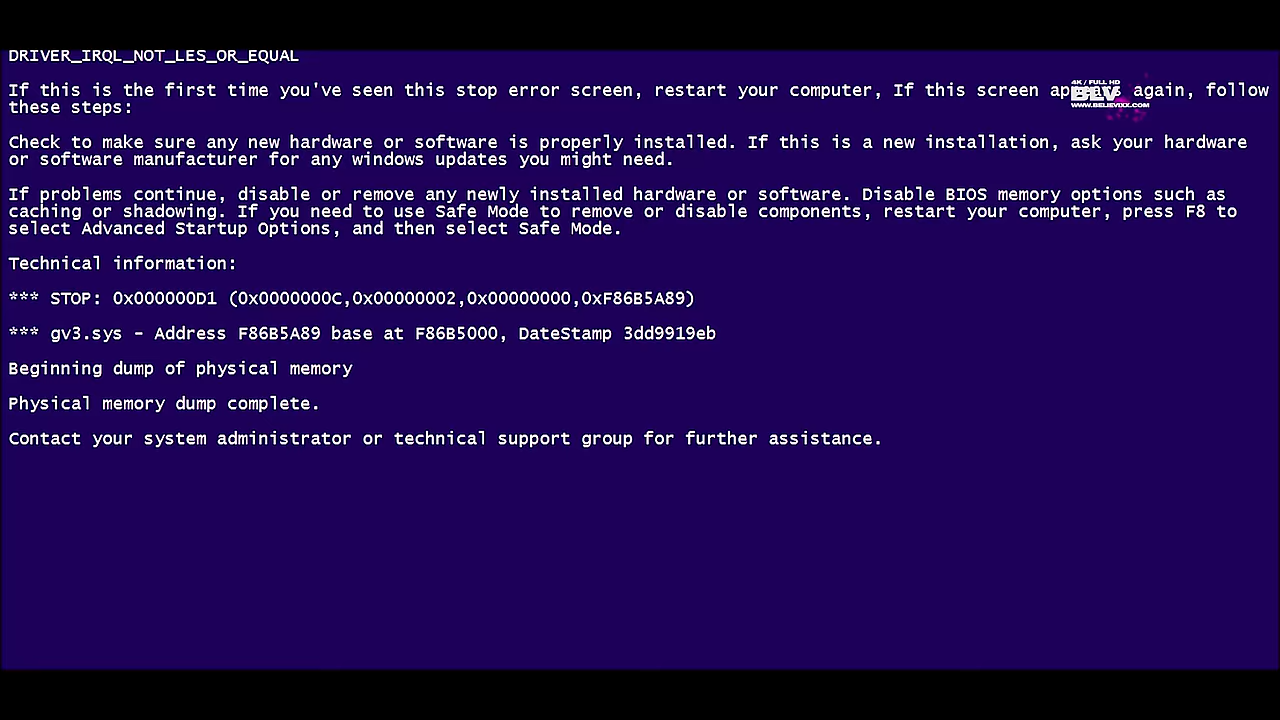 DRIVER_IRQL_NOT_LES_OR_EQUAL
If this is the first time you've seen this stop error screen, restart your computer, If this screen appears again, follow
these steps:
4K / FULL HD
BLV
WWW.BELIEVIXX.COM
Check to make sure any new hardware or software is properly installed. If this is a new installation, ask your hardware
or software manufacturer for any windows updates you might need.
If problems continue, disable or remove any newly installed hardware or software. Disable BIOS memory options such as
caching or shadowing. If you need to use Safe Mode to remove or disable components, restart your computer, press F8 to
select Advanced Startup Options, and then select Safe Mode.
Technical information:
*** STOP: 0x000000D1 (0x0000000C,0x00000002,0x00000000,0xF86B5A89)
*** gv3.sys - Address F86B5A89 base at F86B5000, DateStamp 3dd9919eb
Beginning dump of physical memory
Physical memory dump complete.
Contact your system administrator or technical support group for further assistance.